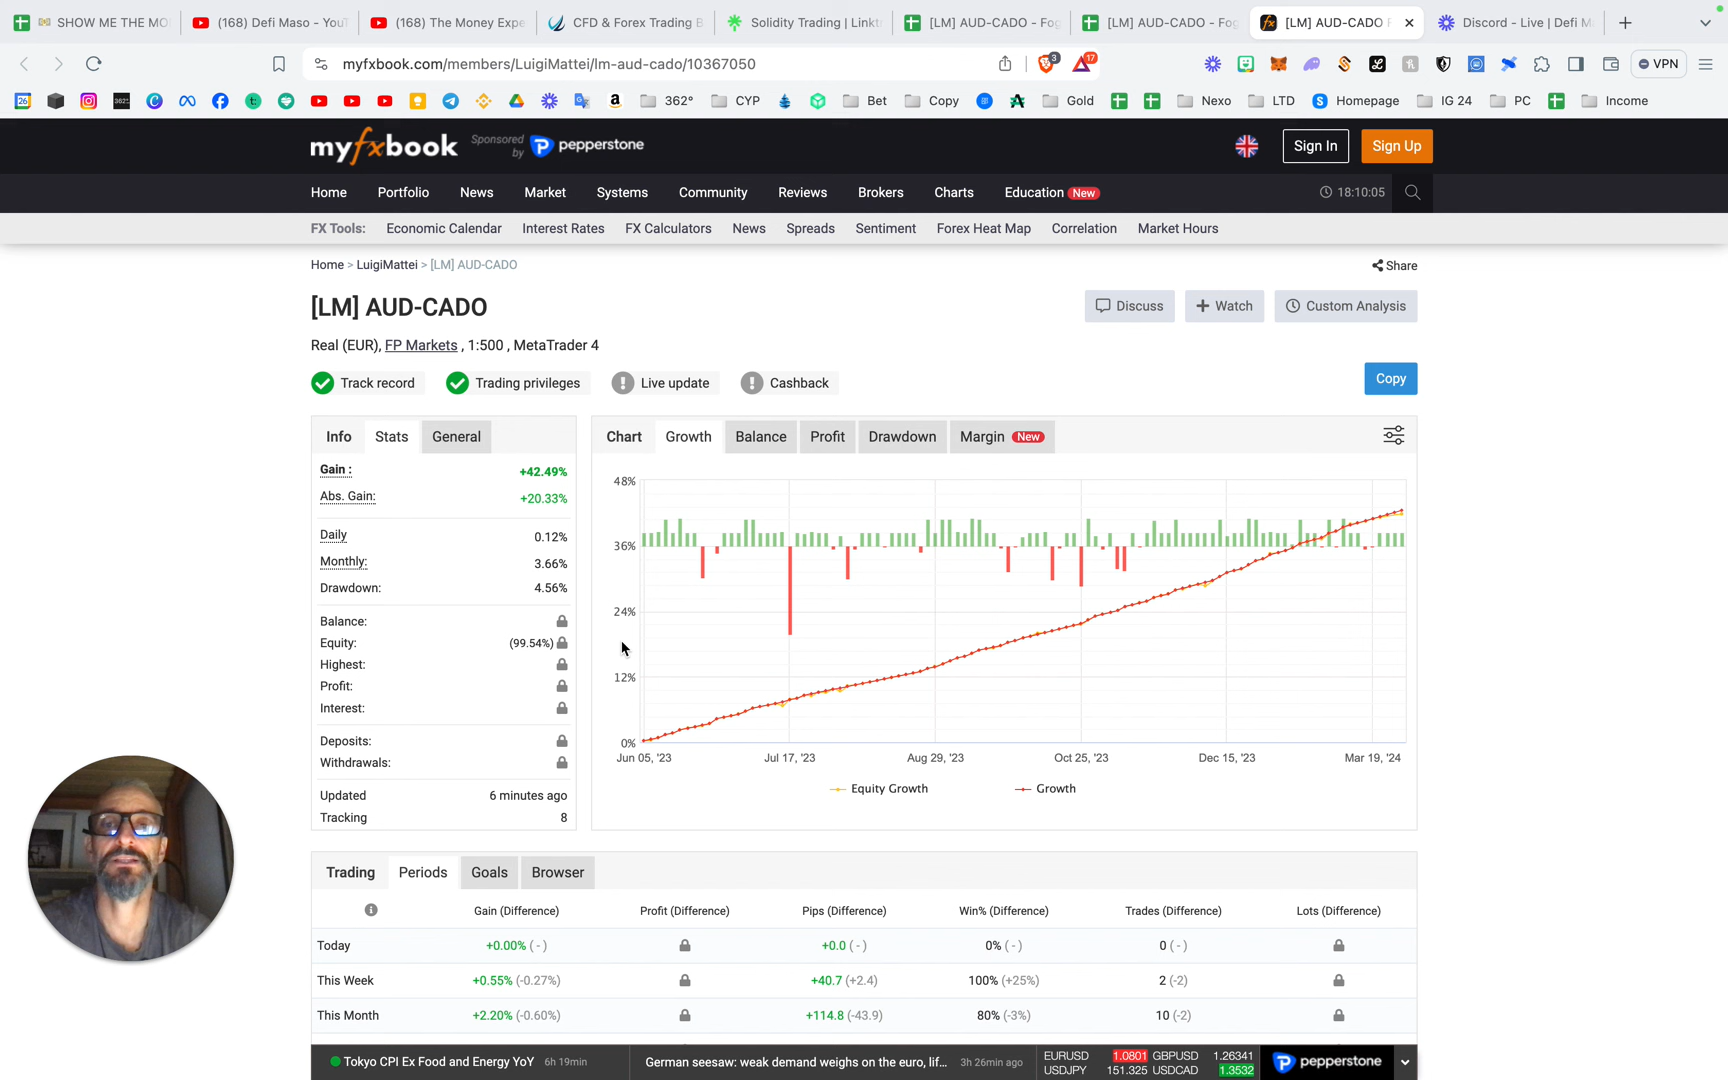 SHOW ME THE MO
(168) Defi Maso - YouT
(168) The Money Expe
CFD & Forex Trading B
Solidity Trading | Linktr
[LM] AUD-CADO - Fog
[LM] AUD-CADO - Fog
[LM] AUD-CADO F
Discord - Live | Defi M
myfxbook.com/members/LuigiMattei/lm-aud-cado/10367050
3
17
VPN
26
362°
362°
CYP
Bet
Copy
Gold
Nexo
LTD
Homepage
IG 24
PC
Income
myfxbook
Sponsored by
pepperstone
Sign In
Sign Up
Home
Portfolio
News
Market
Systems
Community
Reviews
Brokers
Charts
Education New
18:10:05
FX Tools:
Economic Calendar
Interest Rates
FX Calculators
News
Spreads
Sentiment
Forex Heat Map
Correlation
Market Hours
Home > LuigiMattei > [LM] AUD-CADO
Share
[LM] AUD-CADO
Discuss
+ Watch
Custom Analysis
Real (EUR), FP Markets , 1:500 , MetaTrader 4
Track record
Trading privileges
Live update
Cashback
Copy
Info
Stats
General
Gain : +42.49%
Abs. Gain: +20.33%
Daily 0.12%
Monthly: 3.66%
Drawdown: 4.56%
Balance:
Equity: (99.54%)
Highest:
Profit:
Interest:
Deposits:
Withdrawals:
Updated 6 minutes ago
Tracking 8
Chart
Growth
Balance
Profit
Drawdown
Margin New
48%
36%
24%
12%
0%
Jun 05, '23
Jul 17, '23
Aug 29, '23
Oct 25, '23
Dec 15, '23
Mar 19, '24
Equity Growth
Growth
Trading
Periods
Goals
Browser
Gain (Difference) Profit (Difference) Pips (Difference) Win% (Difference) Trades (Difference) Lots (Difference)
Today +0.00% ( - ) +0.0 ( - ) 0% ( - ) 0 ( - )
This Week +0.55% (-0.27%) +40.7 (+2.4) 100% (+25%) 2 (-2)
This Month +2.20% (-0.60%) +114.8 (-43.9) 80% (-3%) 10 (-2)
Tokyo CPI Ex Food and Energy YoY 6h 19min
German seesaw: weak demand weighs on the euro, lif... 3h 26min ago
EURUSD 1.0801 GBPUSD 1.26341
USDJPY 151.325 USDCAD 1.3532
pepperstone